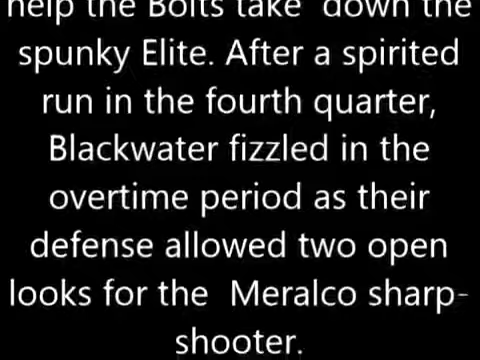 help the Bolts take down the
spunky Elite. After a spirited
run in the fourth quarter,
Blackwater fizzled in the
overtime period as their
defense allowed two open
looks for the Meralco sharp-
shooter.